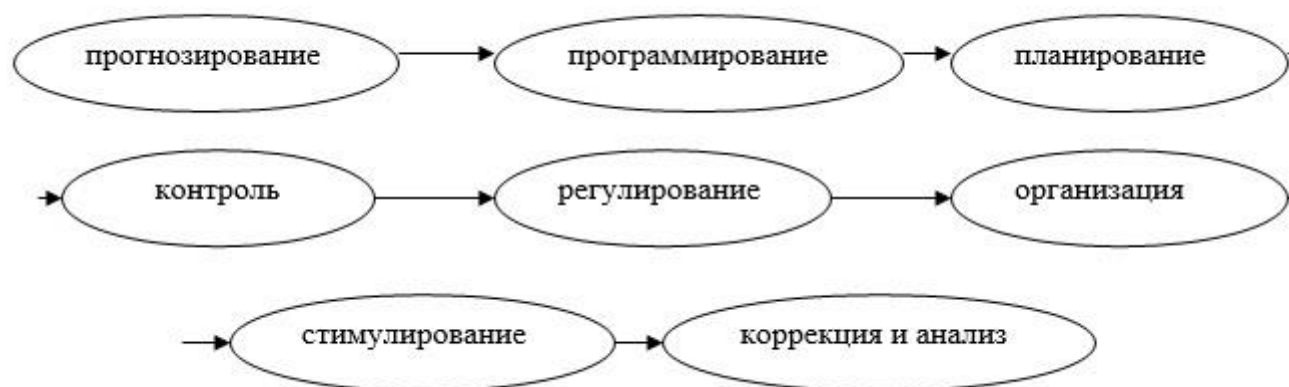 прогнозирование программирование планирование
контроль регулирование организация
стимулирование коррекция и анализ